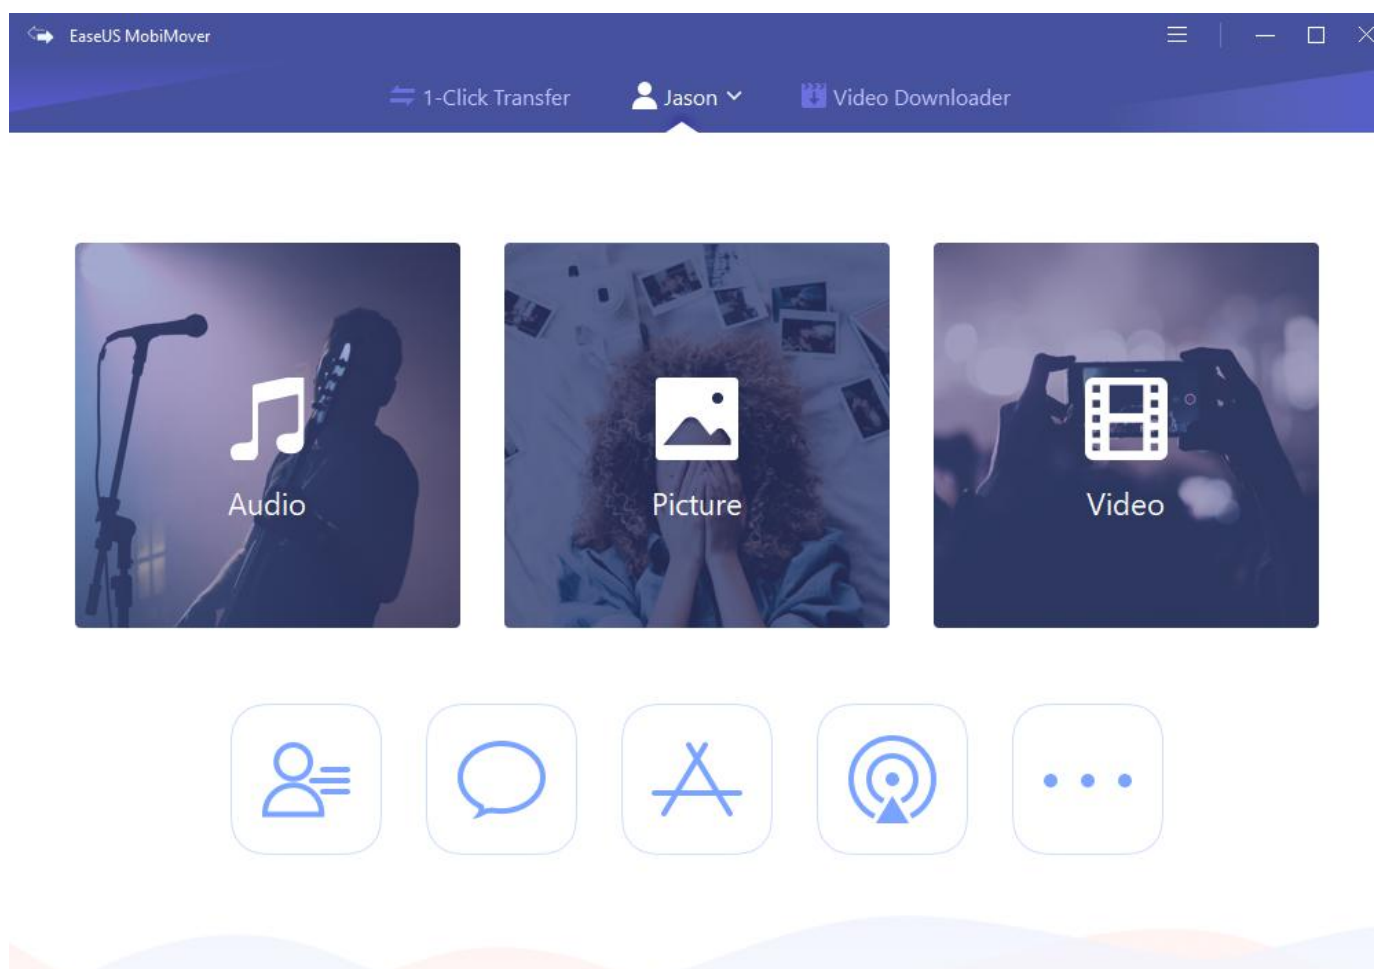 EaseUS MobiMover
1-Click Transfer
Jason
Video Downloader
Audio
Picture
Video